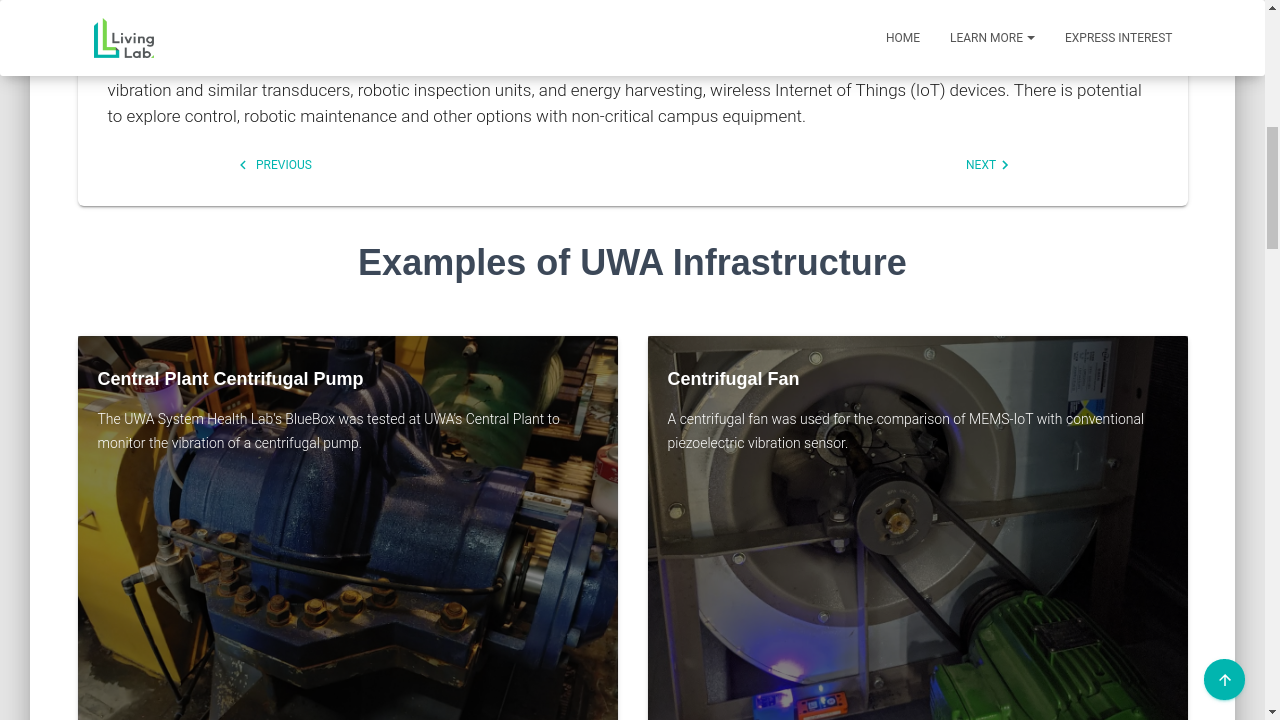 Living
Lab.
HOME
LEARN MORE
EXPRESS INTEREST
vibration and similar transducers, robotic inspection units, and energy harvesting, wireless Internet of Things (IoT) devices. There is potential
to explore control, robotic maintenance and other options with non-critical campus equipment.
PREVIOUS
NEXT
Examples of UWA Infrastructure
Central Plant Centrifugal Pump
The UWA System Health Lab's BlueBox was tested at UWA's Central Plant to
monitor the vibration of a centrifugal pump.
Centrifugal Fan
A centrifugal fan was used for the comparison of MEMS-IoT with conventional
piezoelectric vibration sensor.